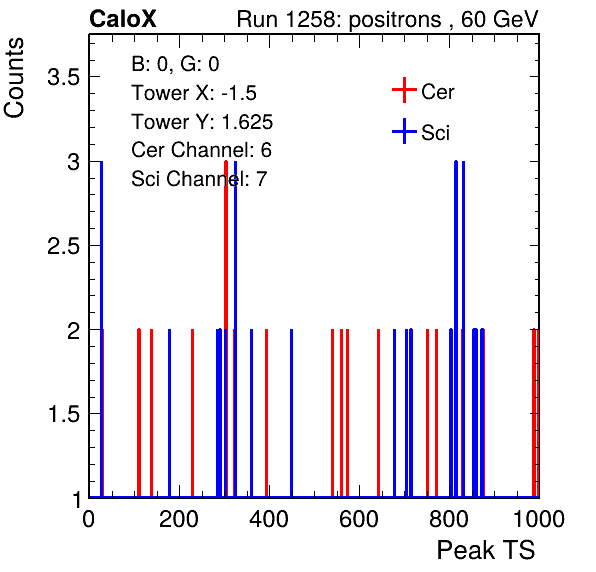 CaloX Run 1258: positrons , 60 GeV
Counts
B: 0, G: 0
Tower X: -1.5
Tower Y: 1.625
Cer Channel: 6
Sci Channel: 7
Cer
Sci
3.5
3
2.5
2
1.5
1
0 200 400 600 800 1000
Peak TS